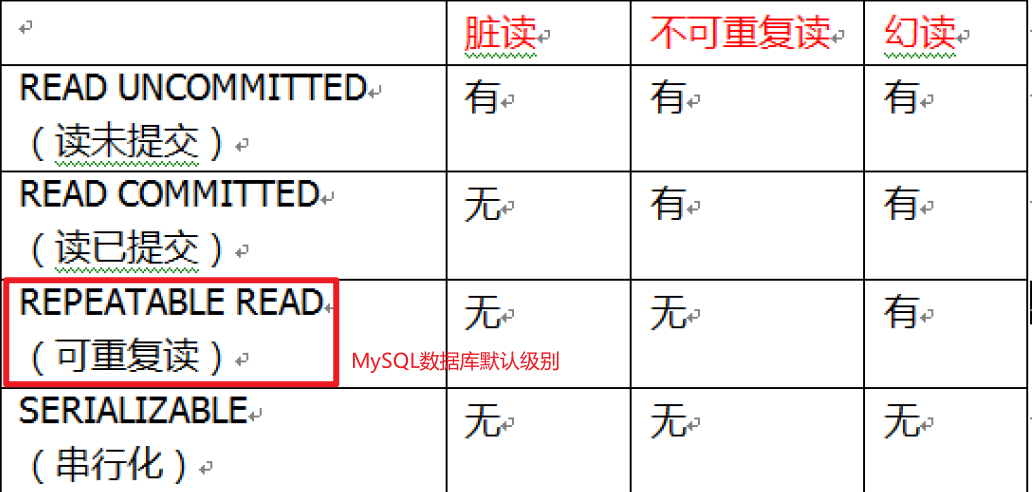 脏读 不可重复读 幻读
READ UNCOMMITTED 有 有 有
（读未提交）
READ COMMITTED 无 有 有
（读已提交）
REPEATABLE READ 无 无 有
（可重复读） MySQL数据库默认级别
SERIALIZABLE 无 无 无
（串行化）